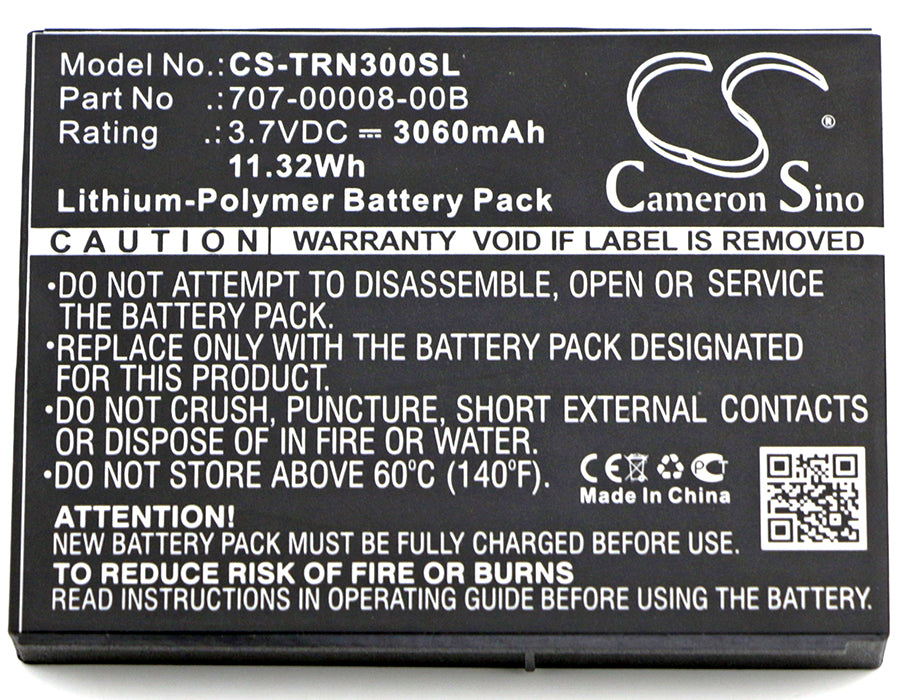 Model No.: CS-TRN300SL
Part No .: 707-00008-00B
Rating .: 3.7VDC ⎓ 3060mAh
11.32Wh
Lithium-Polymer Battery Pack
CS ®
Cameron Sino
CAUTION | WARRANTY VOID IF LABEL IS REMOVED
•DO NOT ATTEMPT TO DISASSEMBLE, OPEN OR SERVICE
THE BATTERY PACK.
•REPLACE ONLY WITH THE BATTERY PACK DESIGNATED
FOR THIS PRODUCT.
•DO NOT CRUSH, PUNCTURE, SHORT EXTERNAL CONTACTS
OR DISPOSE OF IN FIRE OR WATER.
•DO NOT STORE ABOVE 60°C (140°F).
CE
Made In China
ATTENTION!
NEW BATTERY PACK MUST BE FULLY CHARGED BEFORE USE.
TO REDUCE RISK OF FIRE OR BURNS
READ INSTRUCTIONS IN OPERATING GUIDE BEFORE USING THE BATTERY.